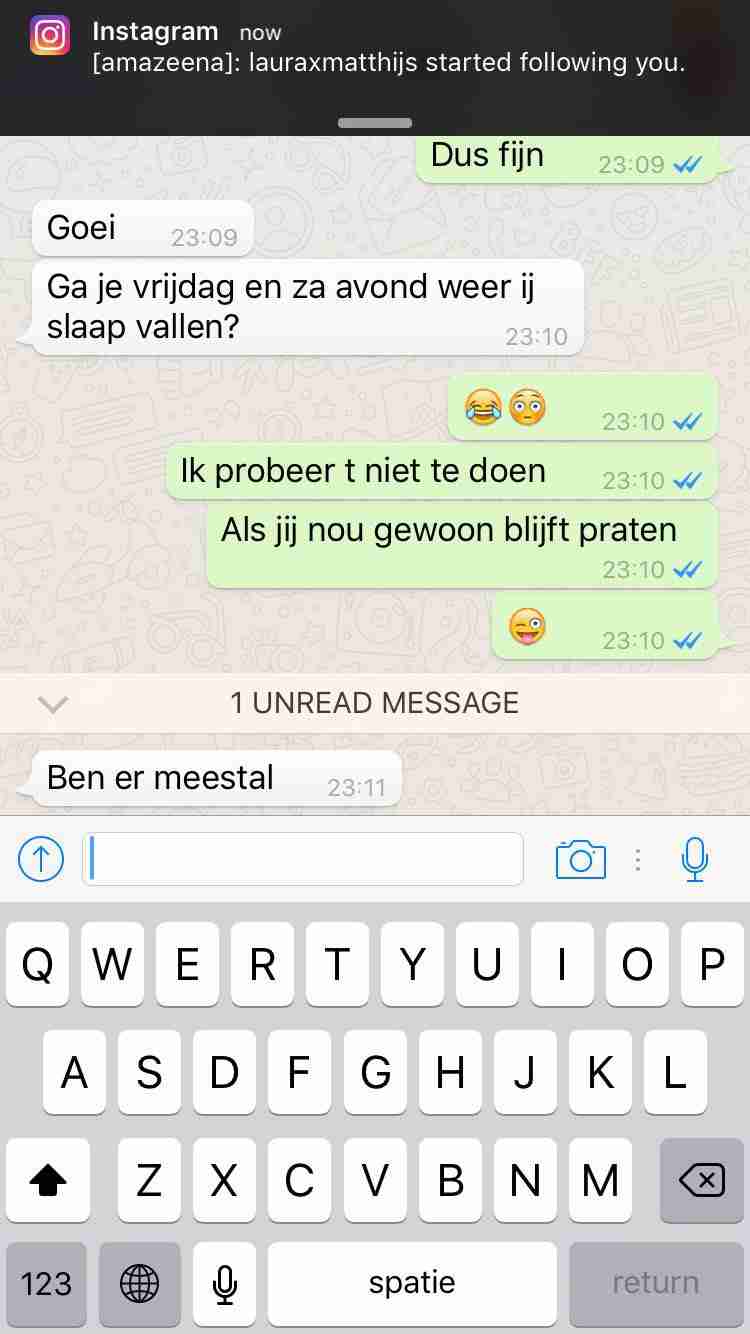 Instagram now
[amazeena]: lauraxmatthijs started following you.
Dus fijn 23:09
Goei 23:09
Ga je vrijdag en za avond weer ij
slaap vallen?
23:10
😂😳 23:10
Ik probeer t niet te doen 23:10
Als jij nou gewoon blijft praten
23:10
😜 23:10
1 UNREAD MESSAGE
Ben er meestal 23:11
Q W E R T Y U I O P
A S D F G H J K L
Z X C V B N M
123 spatie return